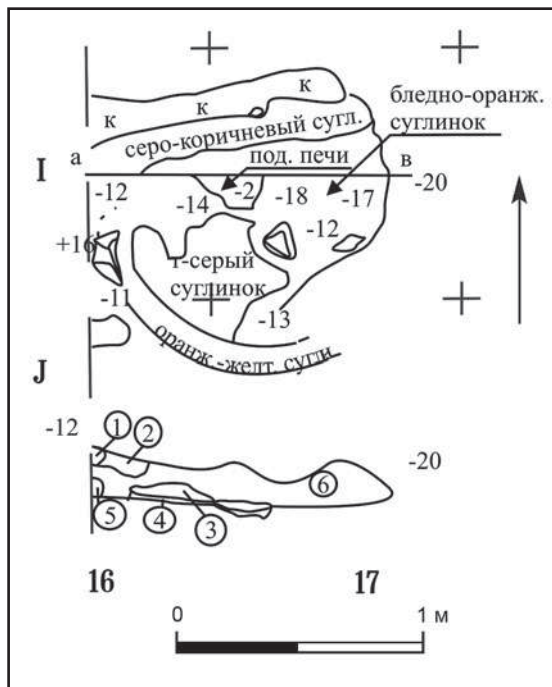 к
к
к
бледно-оранж.
суглинок
серо-коричневый сугл.
а
под. печи
в
I
-12
-14
-2
-18
-17
-20
+16
-12
т-серый
суглинок
-11
-13
J
оранж.-желт. сугли
-12
1
2
-20
6
5
4
3
16
17
0
1 м